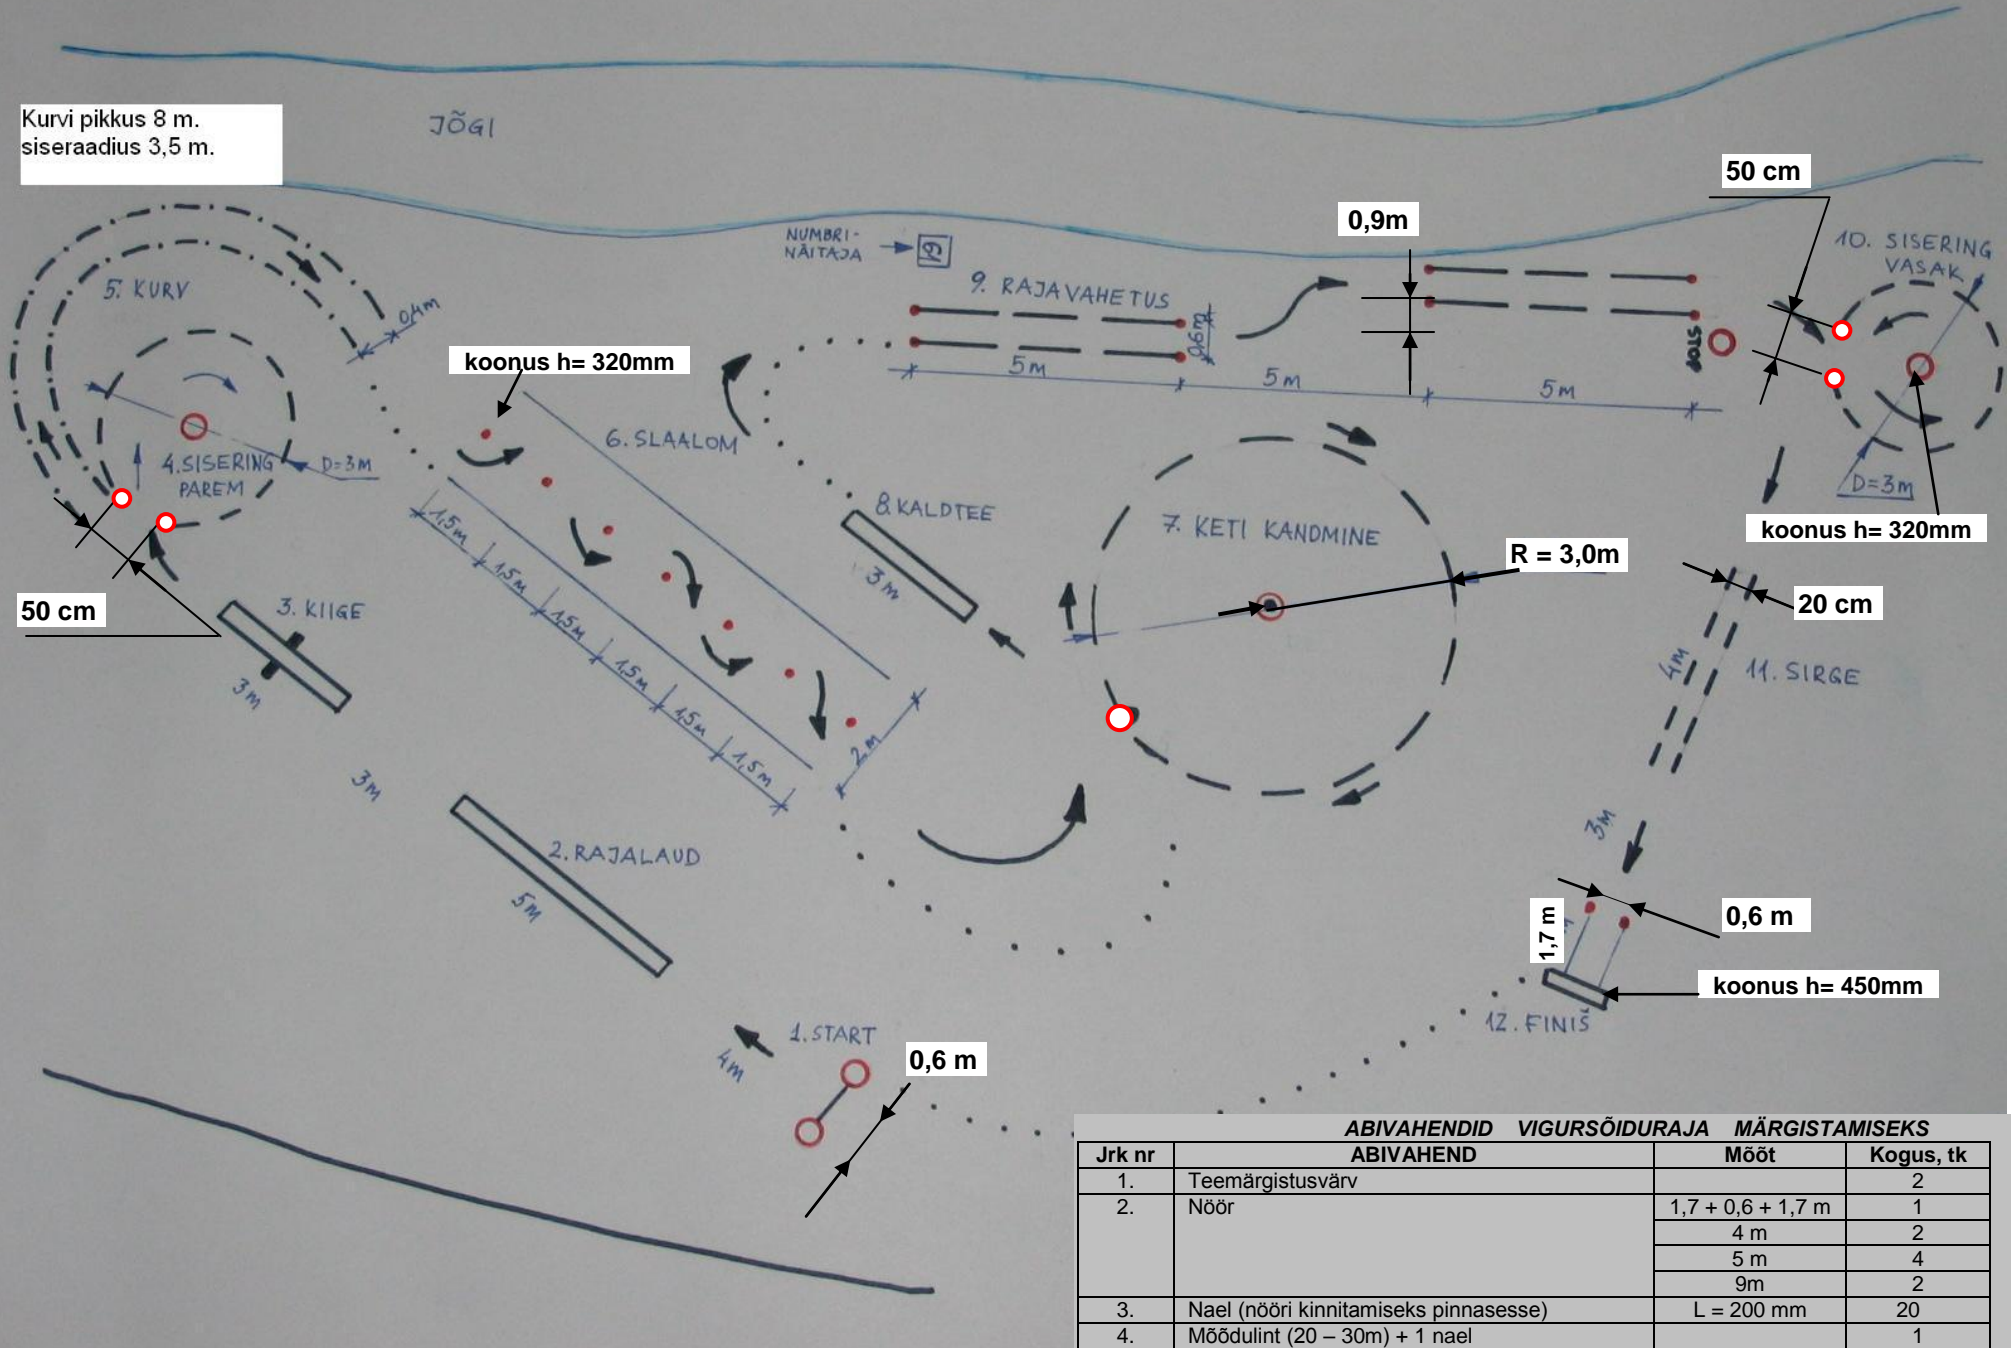 Kurvi pikkus 8 m.
siseraadius 3,5 m.
JÕGI
50 cm
0,9m
NUMBRI-
NÄITAJA
19
10. SISERING
VASAK
5. KURV
0,4m
9. RAJAVAHETUS
0,6m
5m
5m
5m
koonus h= 320mm
6. SLAALOM
4. SISERING
PAREM
D=3M
8. KALDTEE
3m
7. KETI KANDMINE
R = 3,0m
D=3m
koonus h= 320mm
50 cm
3. KIIGE
3m
1,5m
1,5m
1,5m
1,5m
1,5m
1,5m
2m
20 cm
4m
11. SIRGE
3m
3m
2. RAJALAUD
5m
1,7 m
0,6 m
koonus h= 450mm
12. FINIŠ
1. START
4m
0,6 m
ABIVAHENDID VIGURSÕIDURAJA MÄRGISTAMISEKS
Jrk nr ABIVAHEND Mõõt Kogus, tk
1. Teemärgistusvärv 2
2. Nöör 1,7 + 0,6 + 1,7 m 1
4 m 2
5 m 4
9m 2
3. Nael (nööri kinnitamiseks pinnasesse) L = 200 mm 20
4. Mõõdulint (20 – 30m) + 1 nael 1